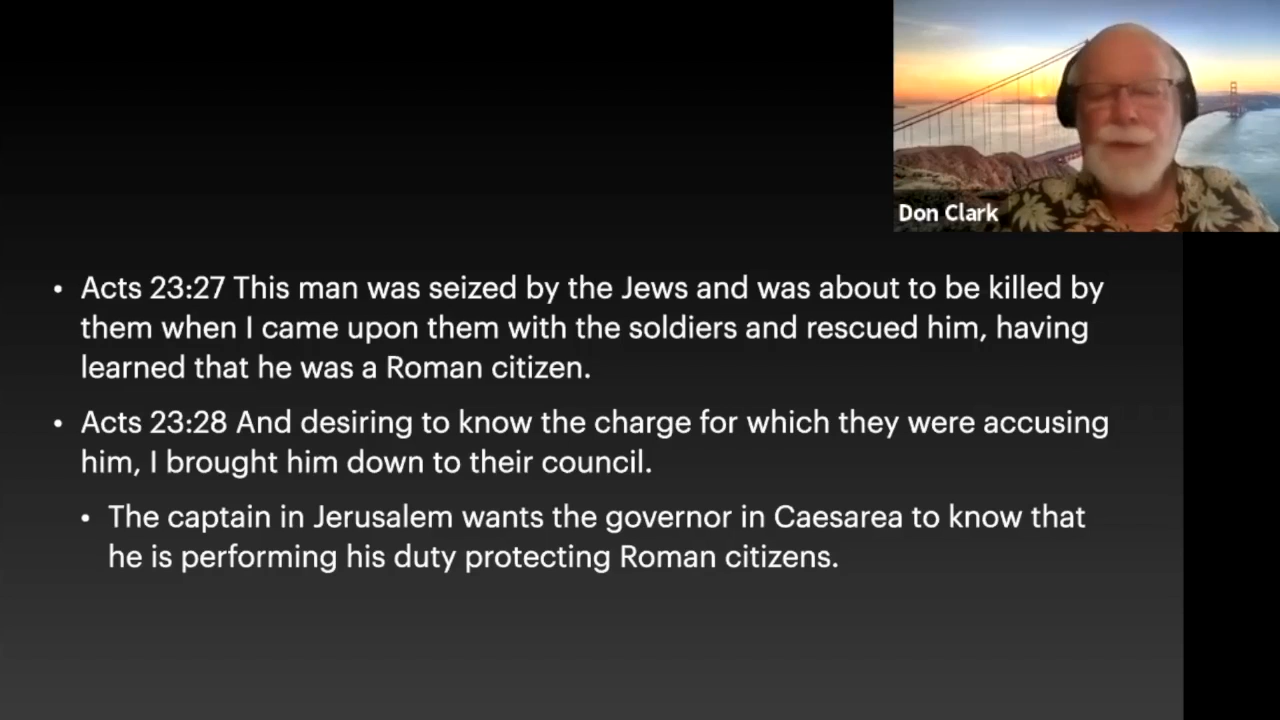 Don Clark
• Acts 23:27 This man was seized by the Jews and was about to be killed by
them when I came upon them with the soldiers and rescued him, having
learned that he was a Roman citizen.
• Acts 23:28 And desiring to know the charge for which they were accusing
him, I brought him down to their council.
• The captain in Jerusalem wants the governor in Caesarea to know that
he is performing his duty protecting Roman citizens.